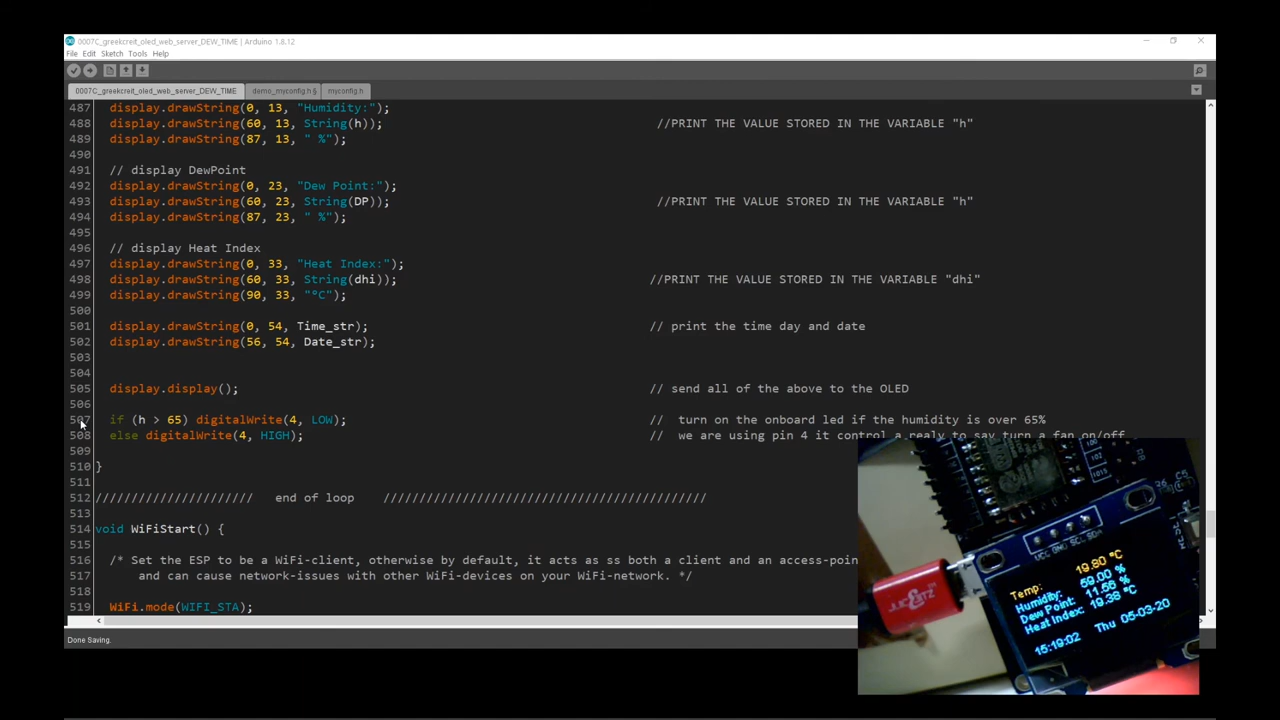 0007C_greekcreit_oled_web_server_DEW_TIME | Arduino 1.8.12
File Edit Sketch Tools Help
0007C_greekcreit_oled_web_server_DEW_TIME demo_myconfig.h § myconfig.h
487 display.drawString(0, 13, "Humidity:");
488 display.drawString(60, 13, String(h)); //PRINT THE VALUE STORED IN THE VARIABLE "h"
489 display.drawString(87, 13, " %");
490
491 // display DewPoint
492 display.drawString(0, 23, "Dew Point:");
493 display.drawString(60, 23, String(DP)); //PRINT THE VALUE STORED IN THE VARIABLE "h"
494 display.drawString(87, 23, " %");
495
496 // display Heat Index
497 display.drawString(0, 33, "Heat Index:");
498 display.drawString(60, 33, String(dhi)); //PRINT THE VALUE STORED IN THE VARIABLE "dhi"
499 display.drawString(90, 33, "ºC");
500
501 display.drawString(0, 54, Time_str); // print the time day and date
502 display.drawString(56, 54, Date_str);
503
504
505 display.display(); // send all of the above to the OLED
506
507 if (h > 65) digitalWrite(4, LOW); // turn on the onboard led if the humidity is over 65%
508 else digitalWrite(4, HIGH); // we are using pin 4 it control a realy to say turn a fan on/off
509
510 }
511
512 ////////////////////// end of loop /////////////////////////////////////////////
513
514 void WiFiStart() {
515
516 /* Set the ESP to be a WiFi-client, otherwise by default, it acts as ss both a client and an access-poin
517 and can cause network-issues with other WiFi-devices on your WiFi-network. */
518
519 WiFi.mode(WIFI_STA);
Done Saving.
VCC GND SCL SDA
Temp: 19.80 ºC
Humidity: 59.00 %
Dew Point: 11.56 %
Heat Index: 19.38 ºC
15:19:02 Thu 05-03-20